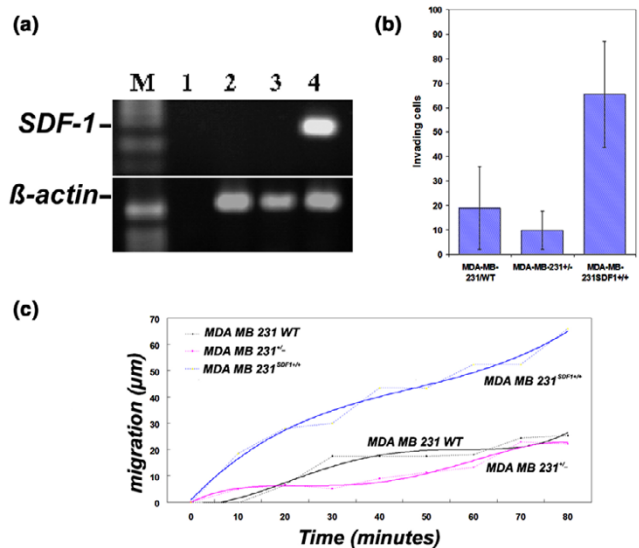 (a)
M 1 2 3 4
SDF-1
ß-actin
(b)
Invading cells
100
90
80
70
60
50
40
30
20
10
0
MDA-MB-231/WT
MDA-MB-231+/-
MDA-MB-231SDF1+/+
(c)
migration (µm)
70
60
50
40
30
20
10
0
MDA MB 231 WT
MDA MB 231+/-
MDA MB 231SDF1+/+
MDA MB 231SDF1+/+
MDA MB 231 WT
MDA MB 231+/-
0 10 20 30 40 50 60 70 80
Time (minutes)